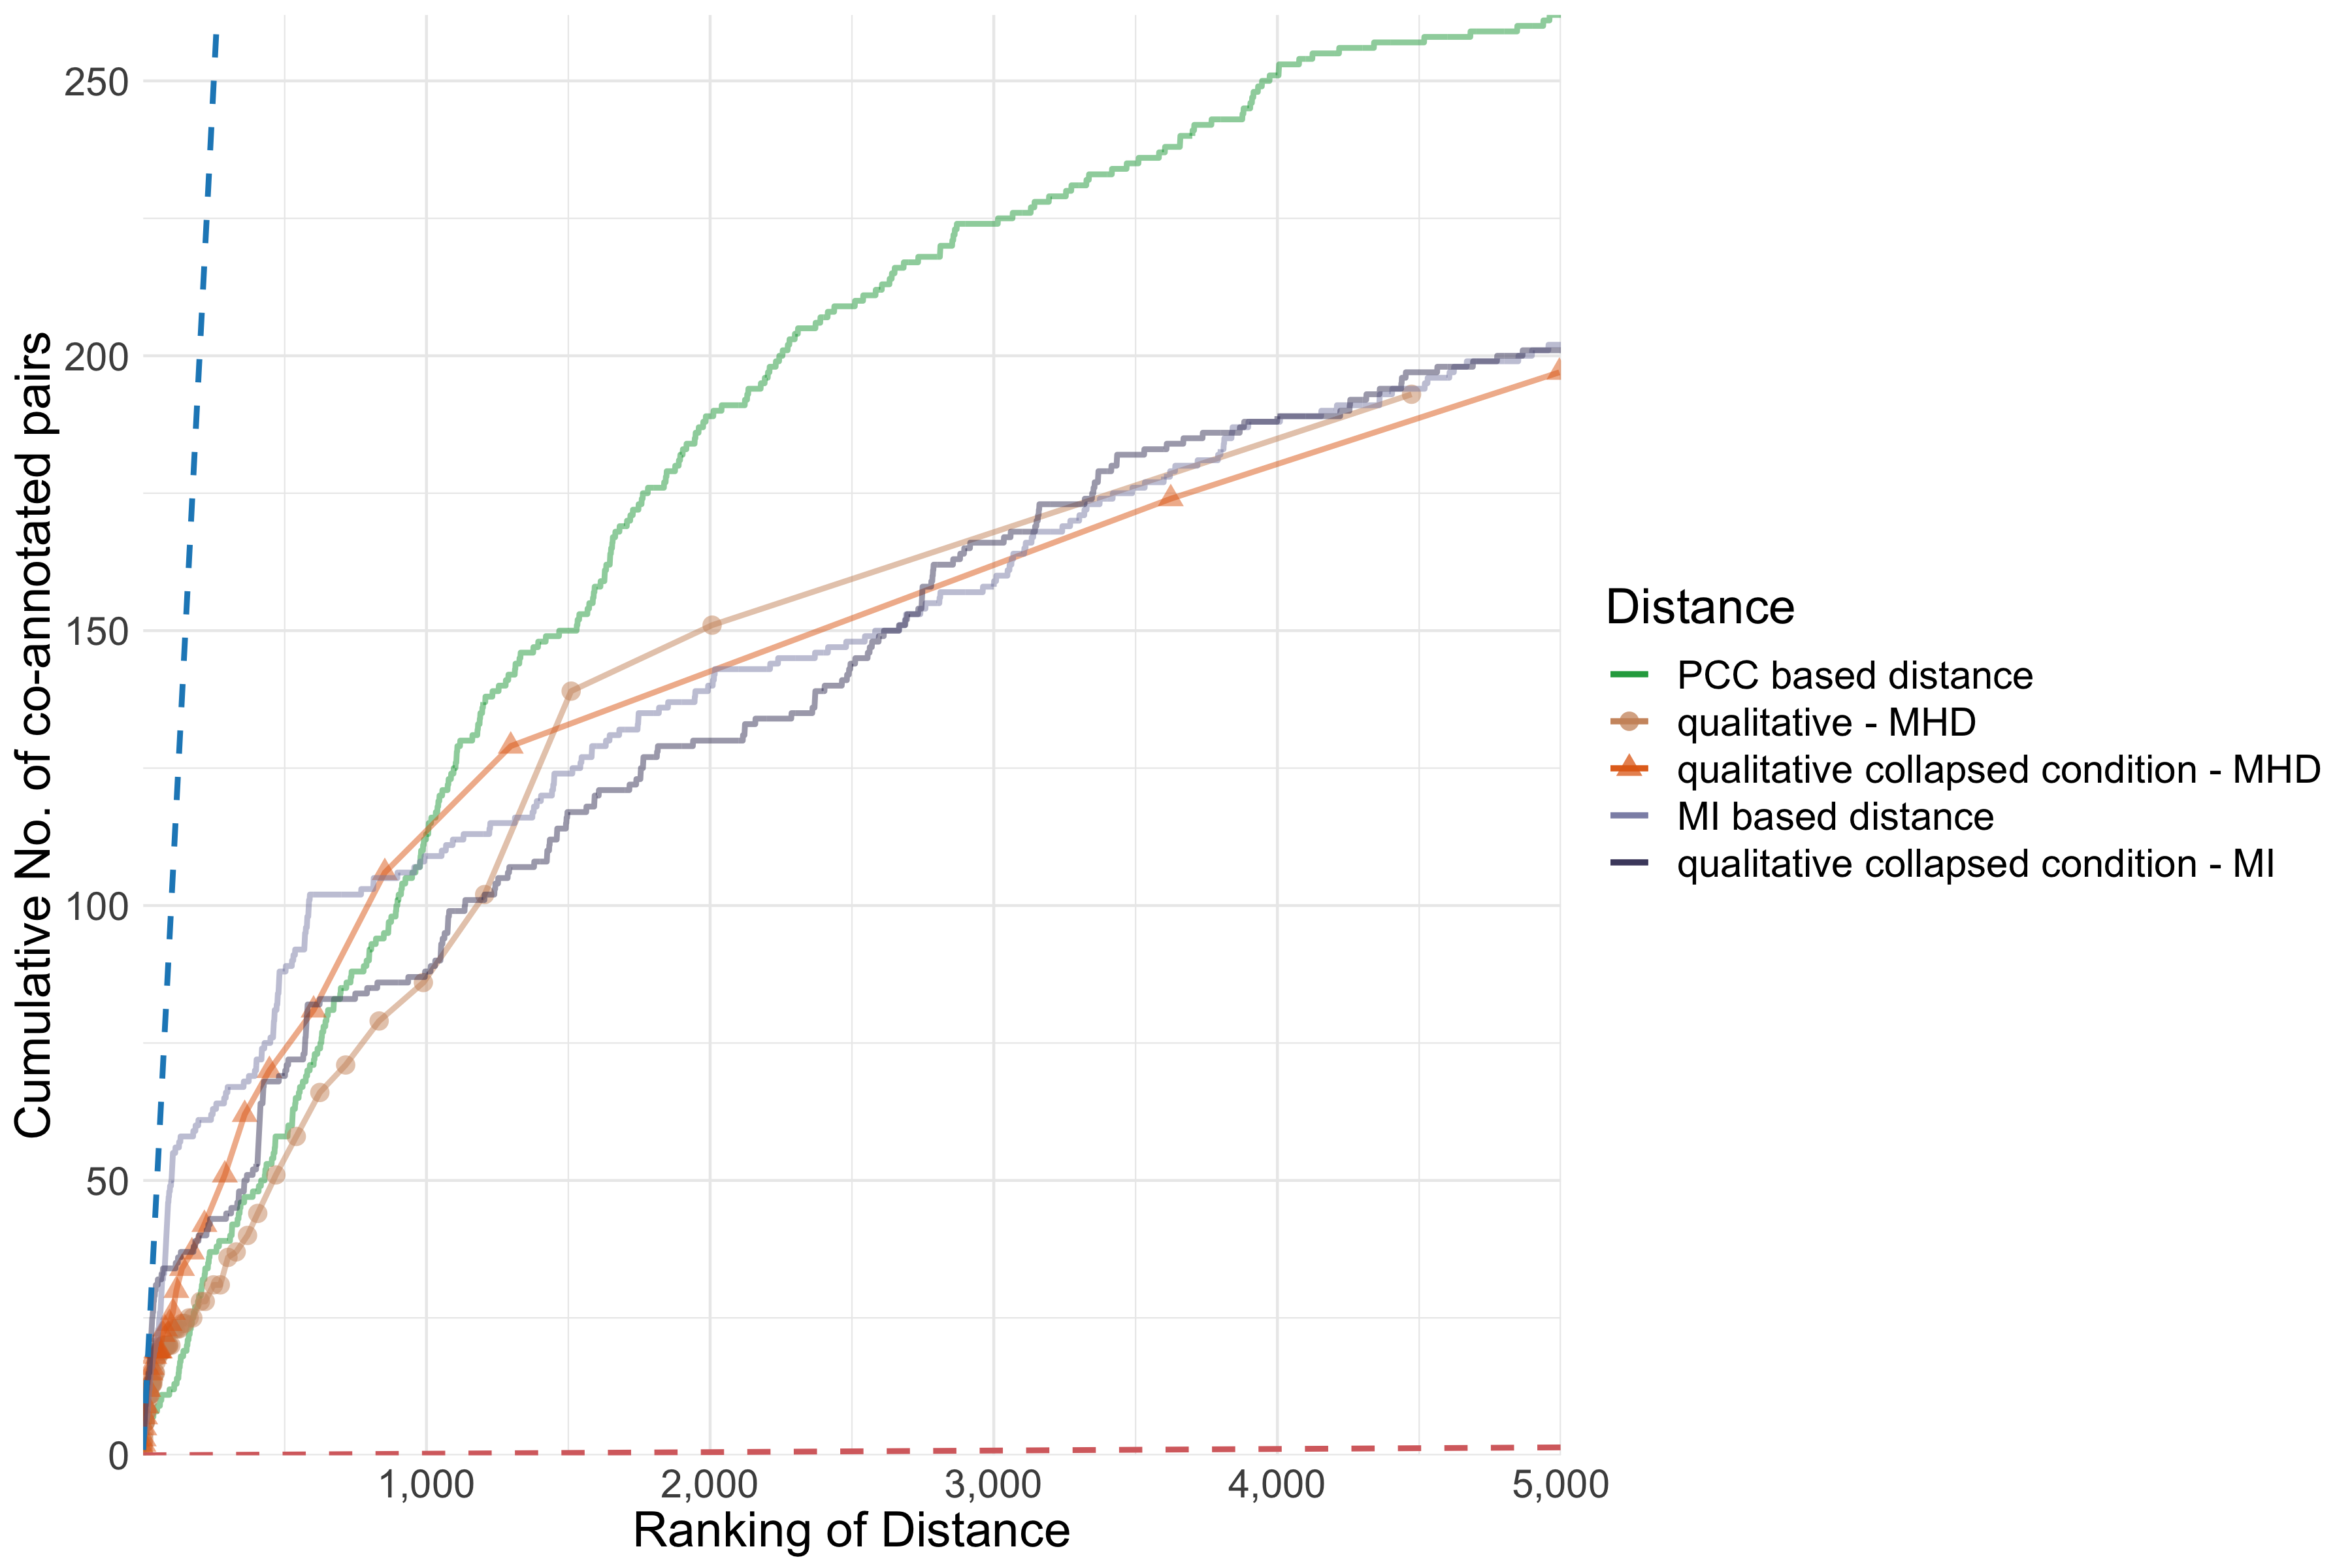 Cumulative No. of co-annotated pairs
250
200
150
100
50
0
1,000
2,000
3,000
4,000
5,000
Ranking of Distance
Distance
PCC based distance
qualitative - MHD
qualitative collapsed condition - MHD
MI based distance
qualitative collapsed condition - MI